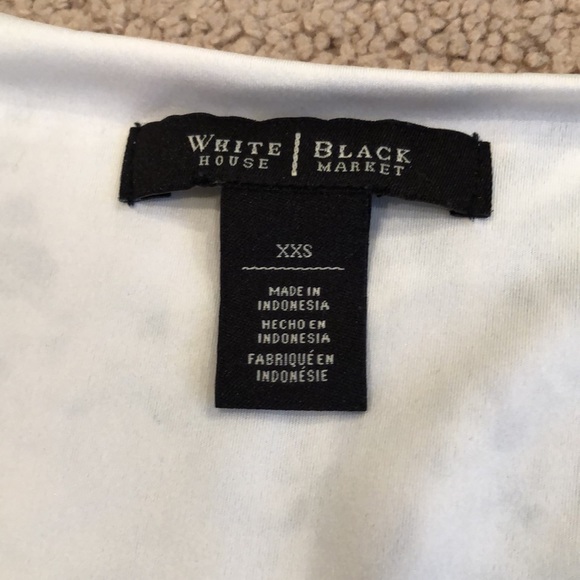 WHITE | BLACK
HOUSE | MARKET
XXS
MADE IN
INDONESIA
HECHO EN
INDONESIA
FABRIQUÉ EN
INDONÉSIE